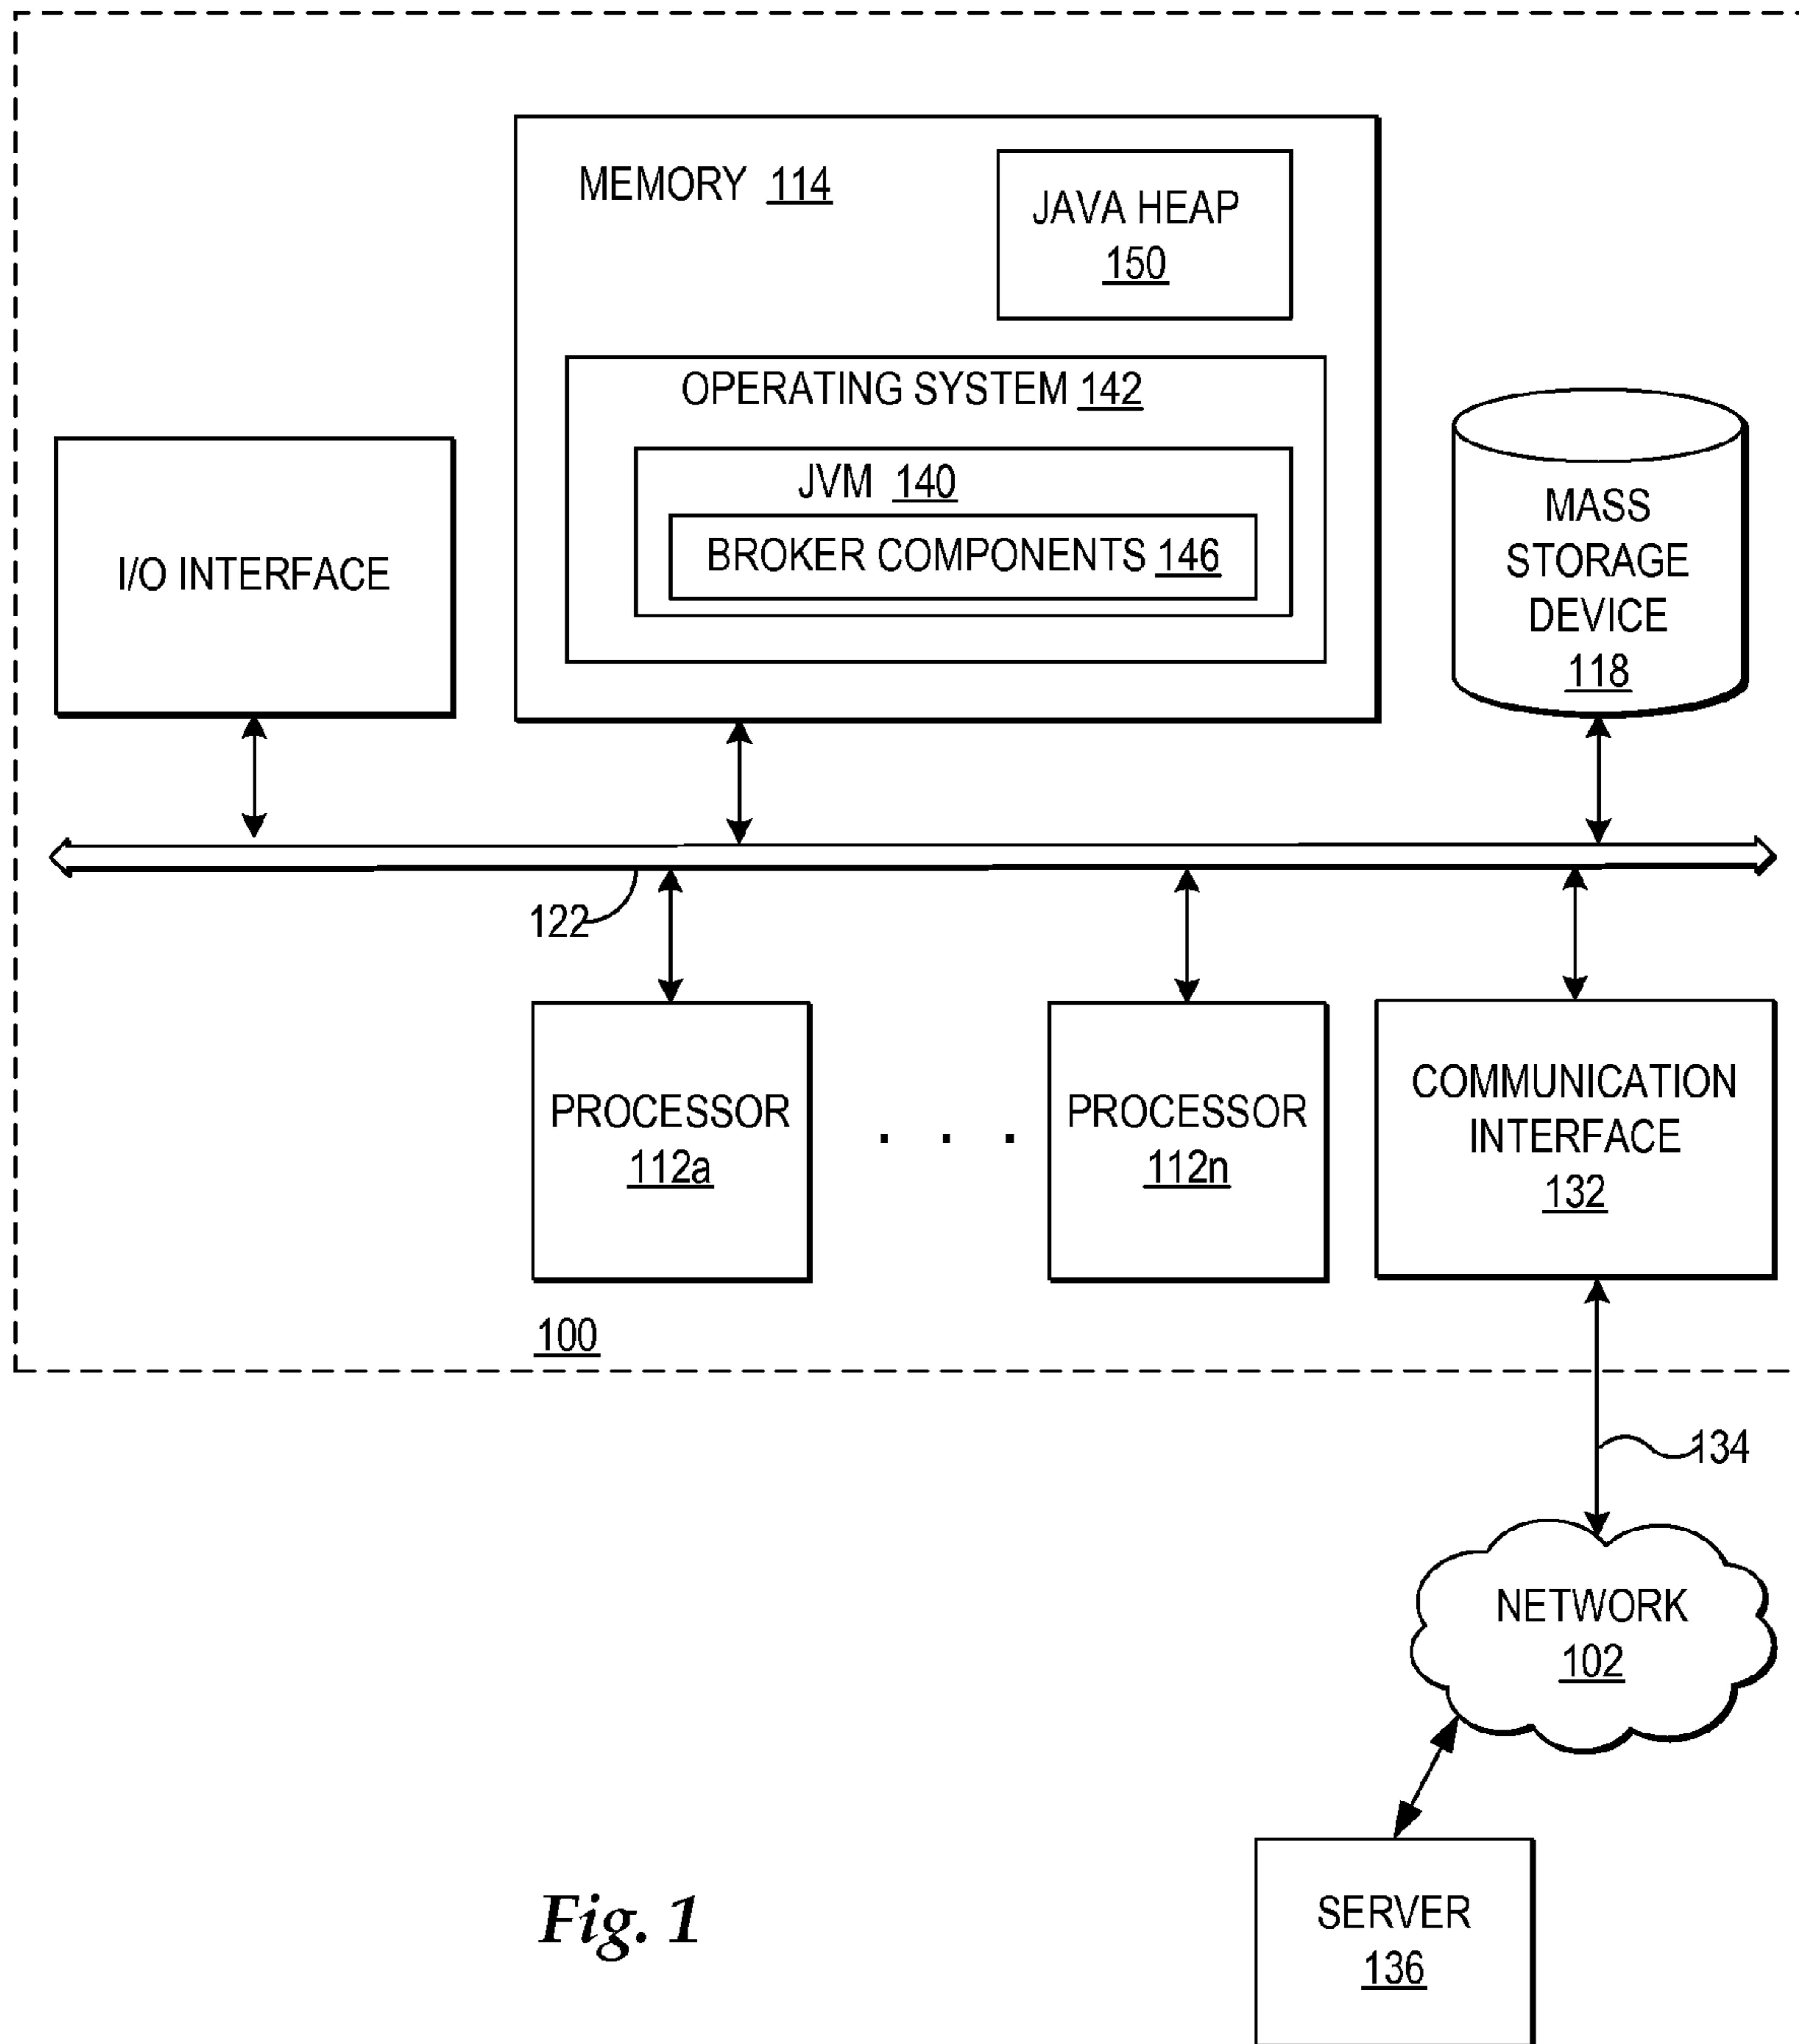 MEMORY 114
JAVA HEAP
150
OPERATING SYSTEM 142
JVM 140
BROKER COMPONENTS 146
I/O INTERFACE
MASS
STORAGE
DEVICE
118
122
PROCESSOR
112a
. . .
PROCESSOR
112n
COMMUNICATION
INTERFACE
132
100
134
NETWORK
102
SERVER
136
Fig. 1